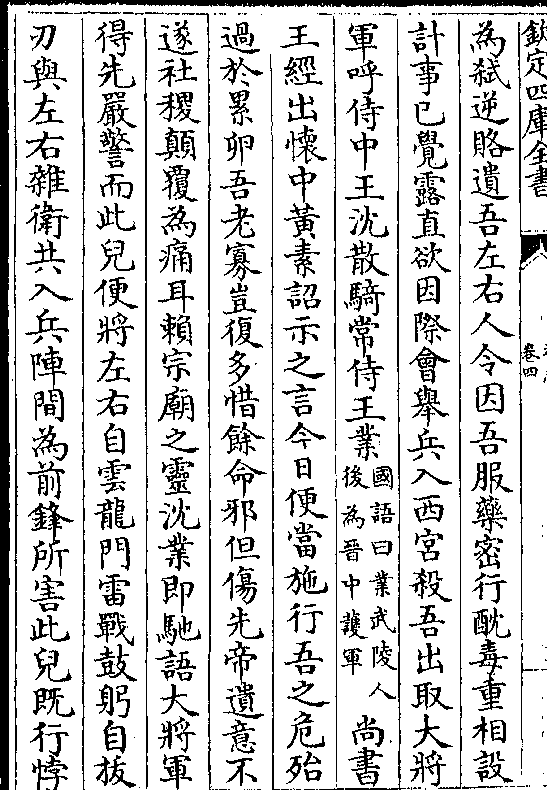 欽定四庫全書
卷四
為弑逆賂遺吾左右人令因吾服藥密行酖毒重相設
計事已覺露直欲因際會舉兵入西宮殺吾出取大將
軍呼侍中王沈散騎常侍王業國語曰業武陵人後為晉中護軍尚書
王經出懐中黃素詔示之言今日便當施行吾之危殆
過於累卵吾老寡豈復多惜餘命邪但傷先帝遺意不
遂社稷顛覆為痛耳賴宗廟之靈沈業即馳語大將軍
得先嚴警而此兒便將左右自雲龍門雷戰鼓躬自拔
刃與左右雜衛共入兵陣間為前鋒所害此兒既行悖